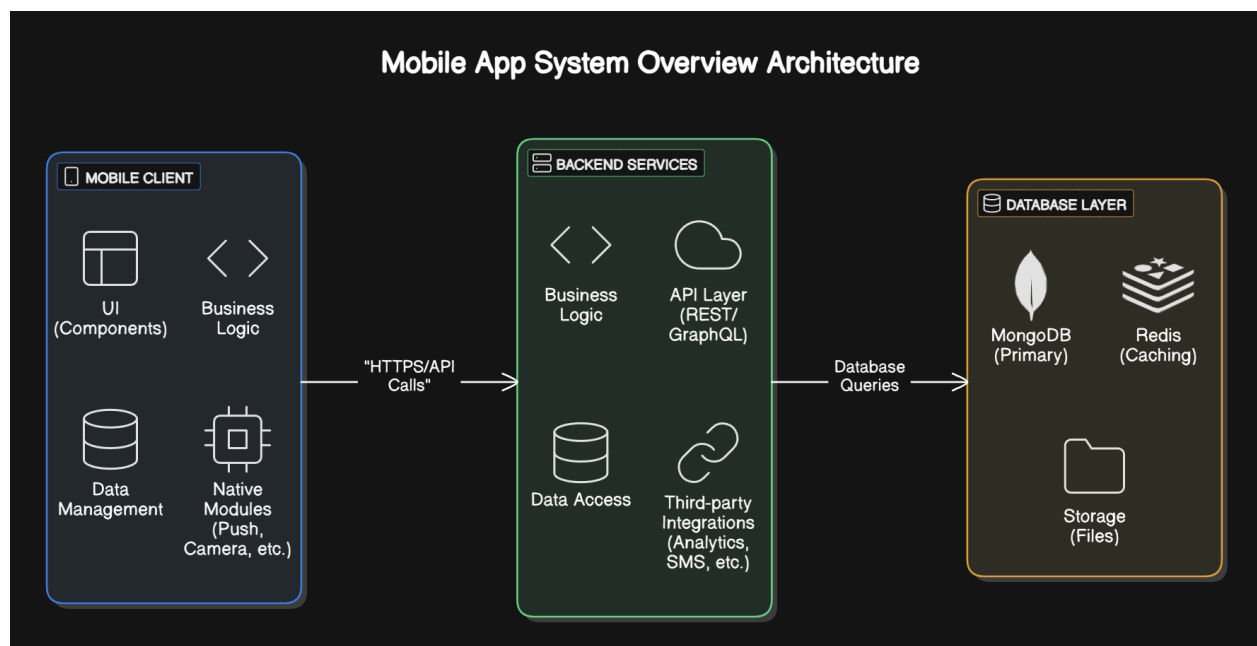 Mobile App System Overview Architecture
MOBILE CLIENT
UI
(Components)
Business
Logic
Data
Management
Native
Modules
(Push,
Camera, etc.)
"HTTPS/API
Calls"
BACKEND SERVICES
Business
Logic
API Layer
(REST/
GraphQL)
Data Access
Third-party
Integrations
(Analytics,
SMS, etc.)
Database
Queries
DATABASE LAYER
MongoDB
(Primary)
Redis
(Caching)
Storage
(Files)